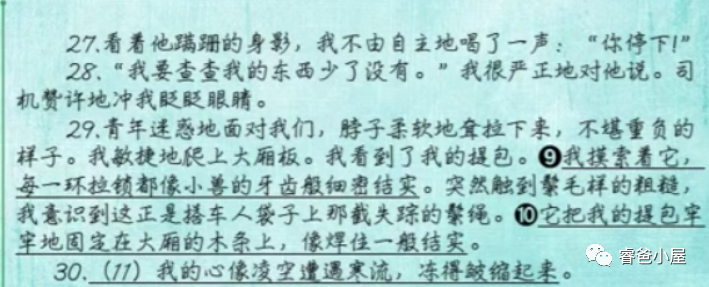 27.看着他蹒跚的身影，我不由自主地喝了一声：“你停下！”
28.“我要查查我的东西少了没有。”我很严正地对他说。司
机赞许地冲我眨眨眼睛。
29.青年迷惑地面对我们，脖子柔软地耷拉下来，不堪重负的
样子。我敏捷地爬上大厢板。我看到了我的提包。❾我摸索着它，
每一环拉锁都像小兽的牙齿般细密结实。突然触到鬃毛样的粗糙，
我意识到这正是搭车人袋子上那截失踪的鬃绳。❿它把我的提包牢
牢地固定在大厢的木条上，像焊住一般结实。
30.（11）我的心像凌空遭遇寒流，冻得皴缩起来。
睿爸小屋